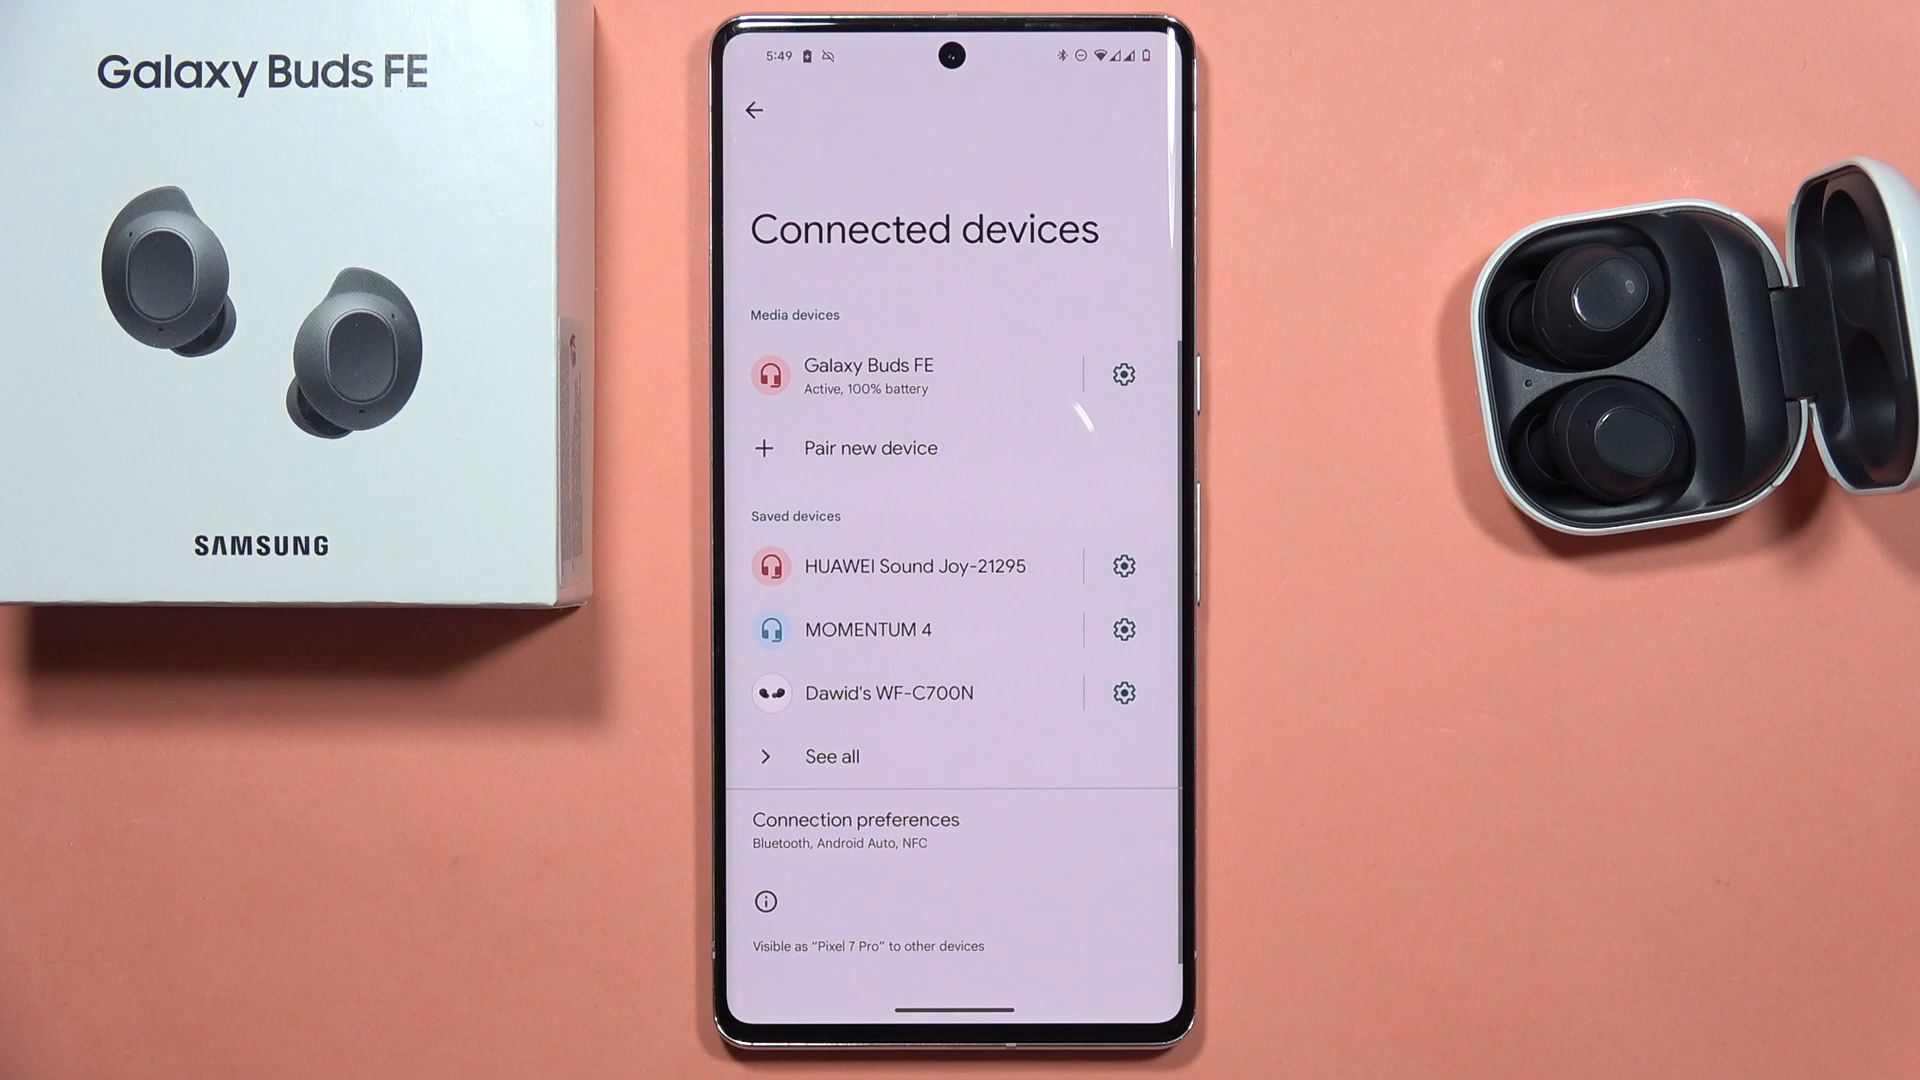 Galaxy Buds FE
SAMSUNG
5:49
Connected devices
Media devices
Galaxy Buds FE
Active, 100% battery
Pair new device
Saved devices
HUAWEI Sound Joy-21295
MOMENTUM 4
Dawid's WF-C700N
See all
Connection preferences
Bluetooth, Android Auto, NFC
Visible as “Pixel 7 Pro” to other devices